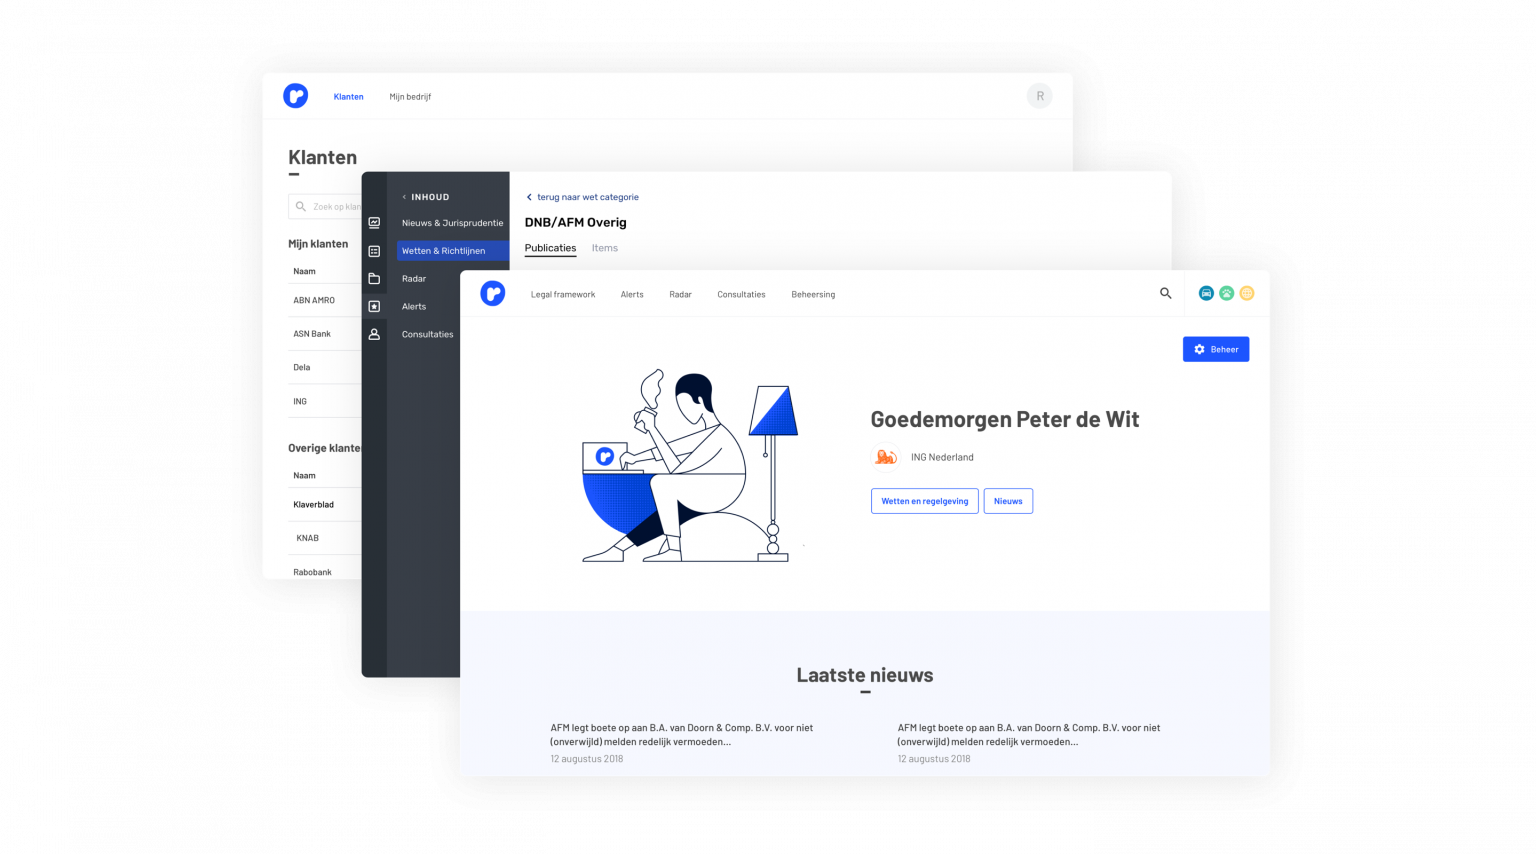 Klanten
Mijn bedrijf
R
Klanten
Zoek op klan
Mijn klanten
Naam
ABN AMRO
ASN Bank
Dela
ING
Overige klanten
Naam
Klaverblad
KNAB
Rabobank
INHOUD
Nieuws & Jurisprudentie
Wetten & Richtlijnen
Radar
Alerts
Consultaties
terug naar wet categorie
DNB/AFM Overig
Publicaties
Items
Legal framework
Alerts
Radar
Consultaties
Beheersing
Beheer
Goedemorgen Peter de Wit
ING Nederland
Wetten en regelgeving
Nieuws
Laatste nieuws
AFM legt boete op aan B.A. van Doorn & Comp. B.V. voor niet
(onverwijld) melden redelijk vermoeden...
12 augustus 2018
AFM legt boete op aan B.A. van Doorn & Comp. B.V. voor niet
(onverwijld) melden redelijk vermoeden...
12 augustus 2018